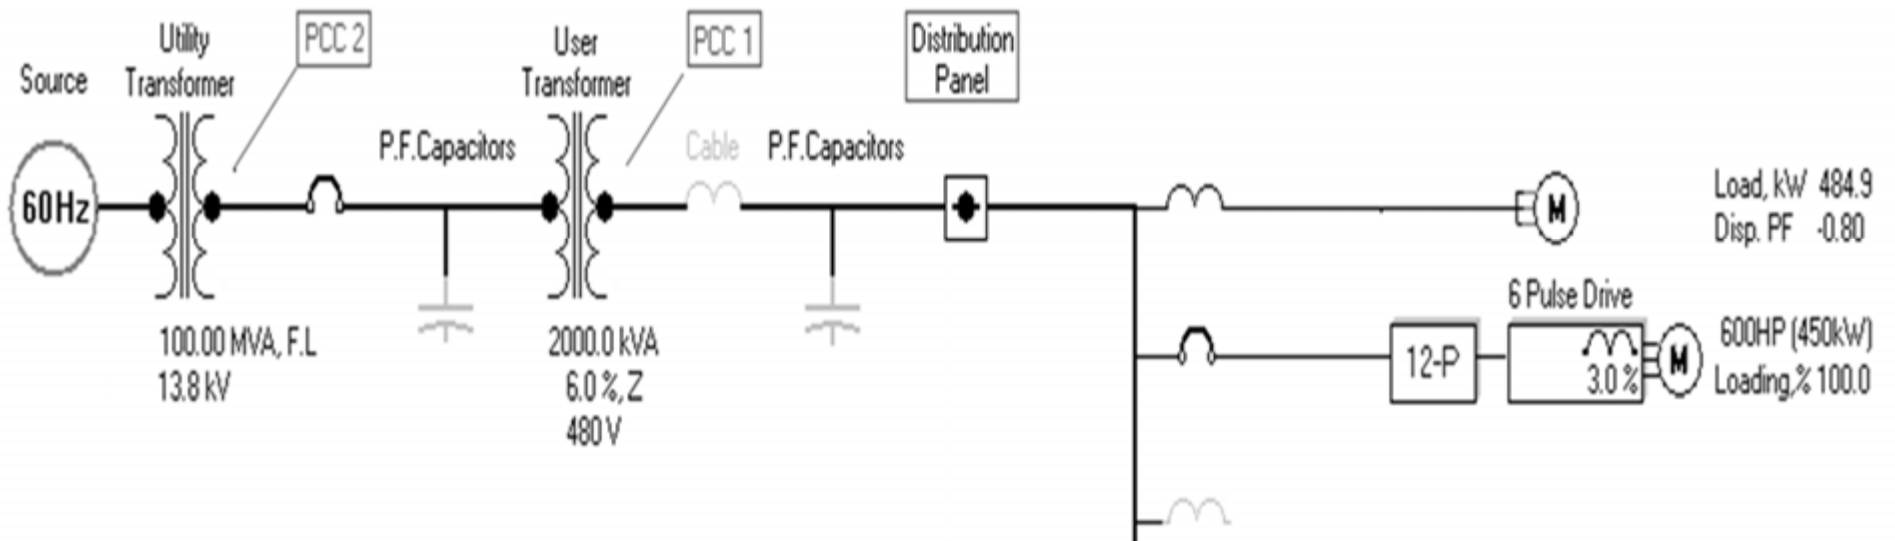 Source
60Hz
Utility
Transformer
100.00 MVA, F.L
13.8 kV
PCC 2
P.F.Capacitors
User
Transformer
2000.0 kVA
6.0 %, Z
480 V
PCC 1
Cable
P.F.Capacitors
Distribution
Panel
M
Load, kW 484.9
Disp. PF -0.80
12-P
6 Pulse Drive
3.0 %
M
600HP (450kW)
Loading,% 100.0